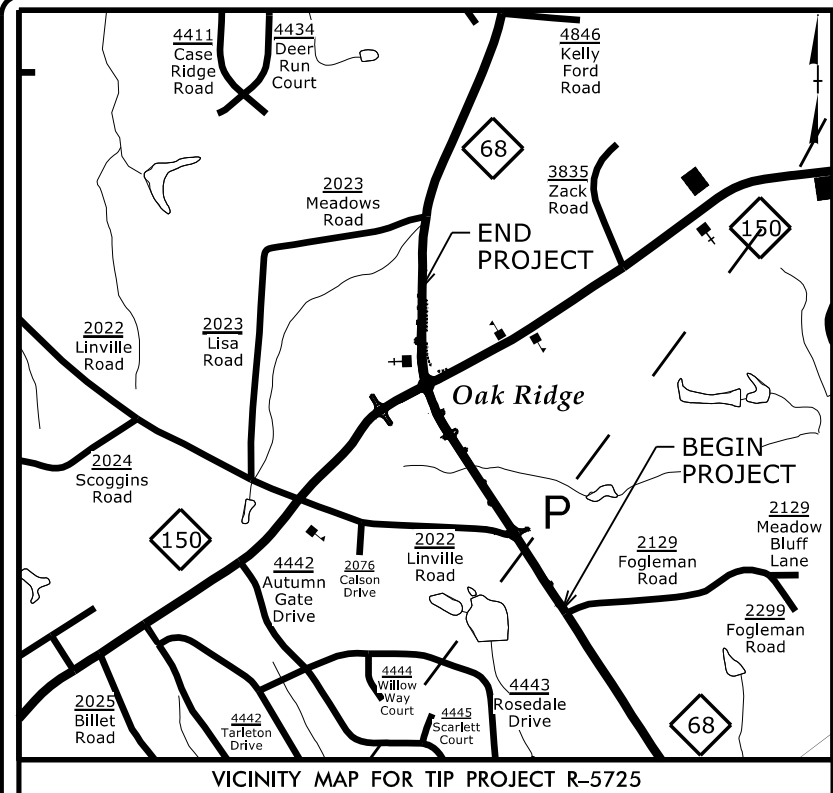 4411
Case
Ridge
Road
4434
Deer
Run
Court
4846
Kelly
Ford
Road
68
2023
Meadows
Road
3835
Zack
Road
150
END
PROJECT
2022
Linville
Road
2023
Lisa
Road
Oak Ridge
2024
Scoggins
Road
BEGIN
PROJECT
150
P
4442
Autumn
Gate
Drive
2076
Calson
Drive
2022
Linville
Road
2129
Fogleman
Road
2129
Meadow
Bluff
Lane
2299
Fogleman
Road
2025
Billet
Road
4442
Tarleton
Drive
4444
Willow
Way
Court
4445
Scarlett
Court
4443
Rosedale
Drive
68
VICINITY MAP FOR TIP PROJECT R–5725